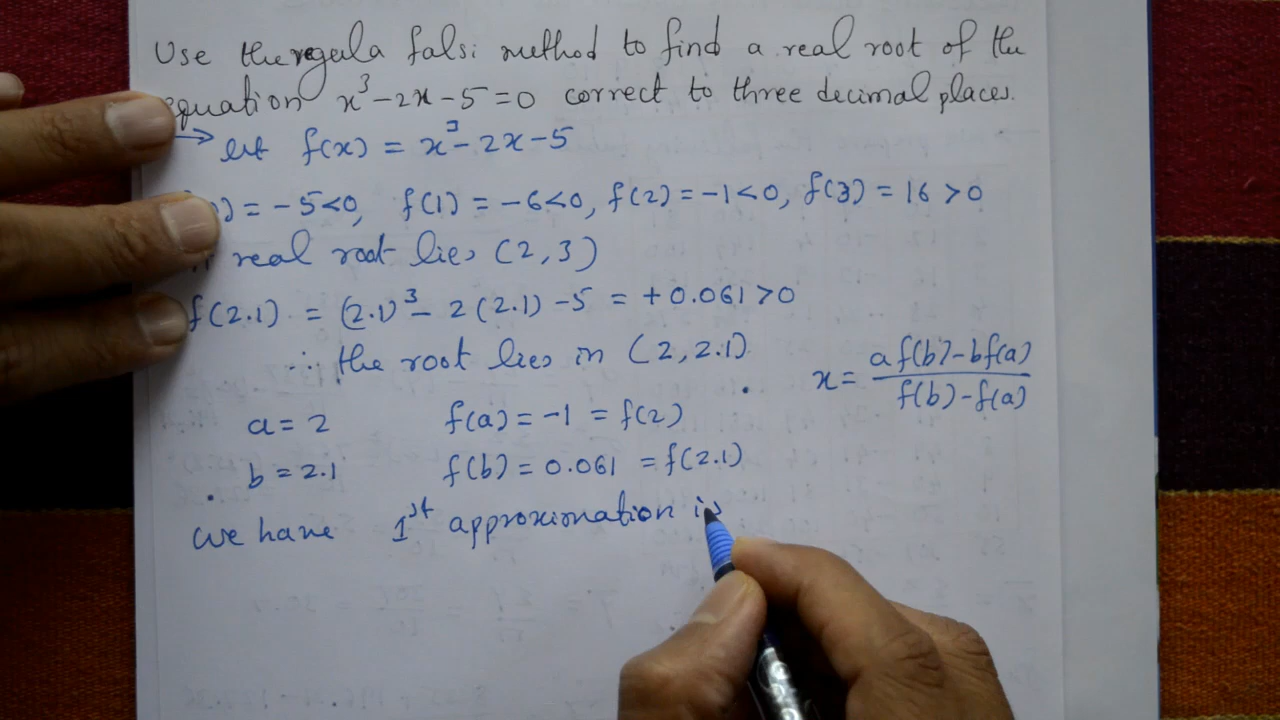 Use the regula falsi method to find a real root of the
equation x³-2x-5=0 correct to three decimal places.
→ let f(x) = x³-2x-5
) = -5<0, f(1) = -6<0, f(2) = -1<0, f(3) = 16 >0
real root lies (2,3)
f(2.1) = (2.1)³- 2(2.1) -5 = +0.061>0
∴ the root lies in (2, 2.1).
x = af(b)-bf(a) / f(b)-f(a)
a = 2 f(a) = -1 = f(2)
b = 2.1 f(b) = 0.061 = f(2.1)
we have 1st approximation is